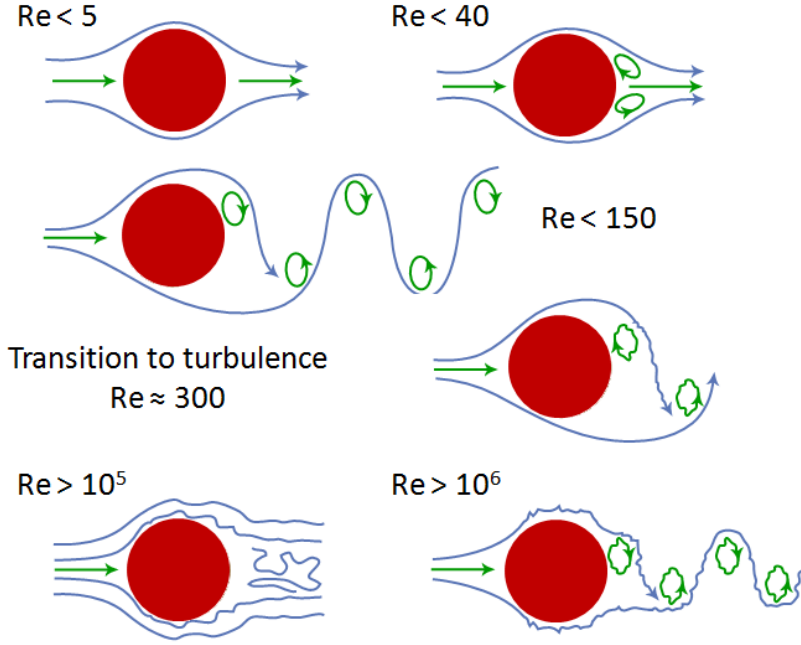 Re < 5
Re < 40
Re < 150
Transition to turbulence
Re ≈ 300
Re > 10⁵
Re > 10⁶